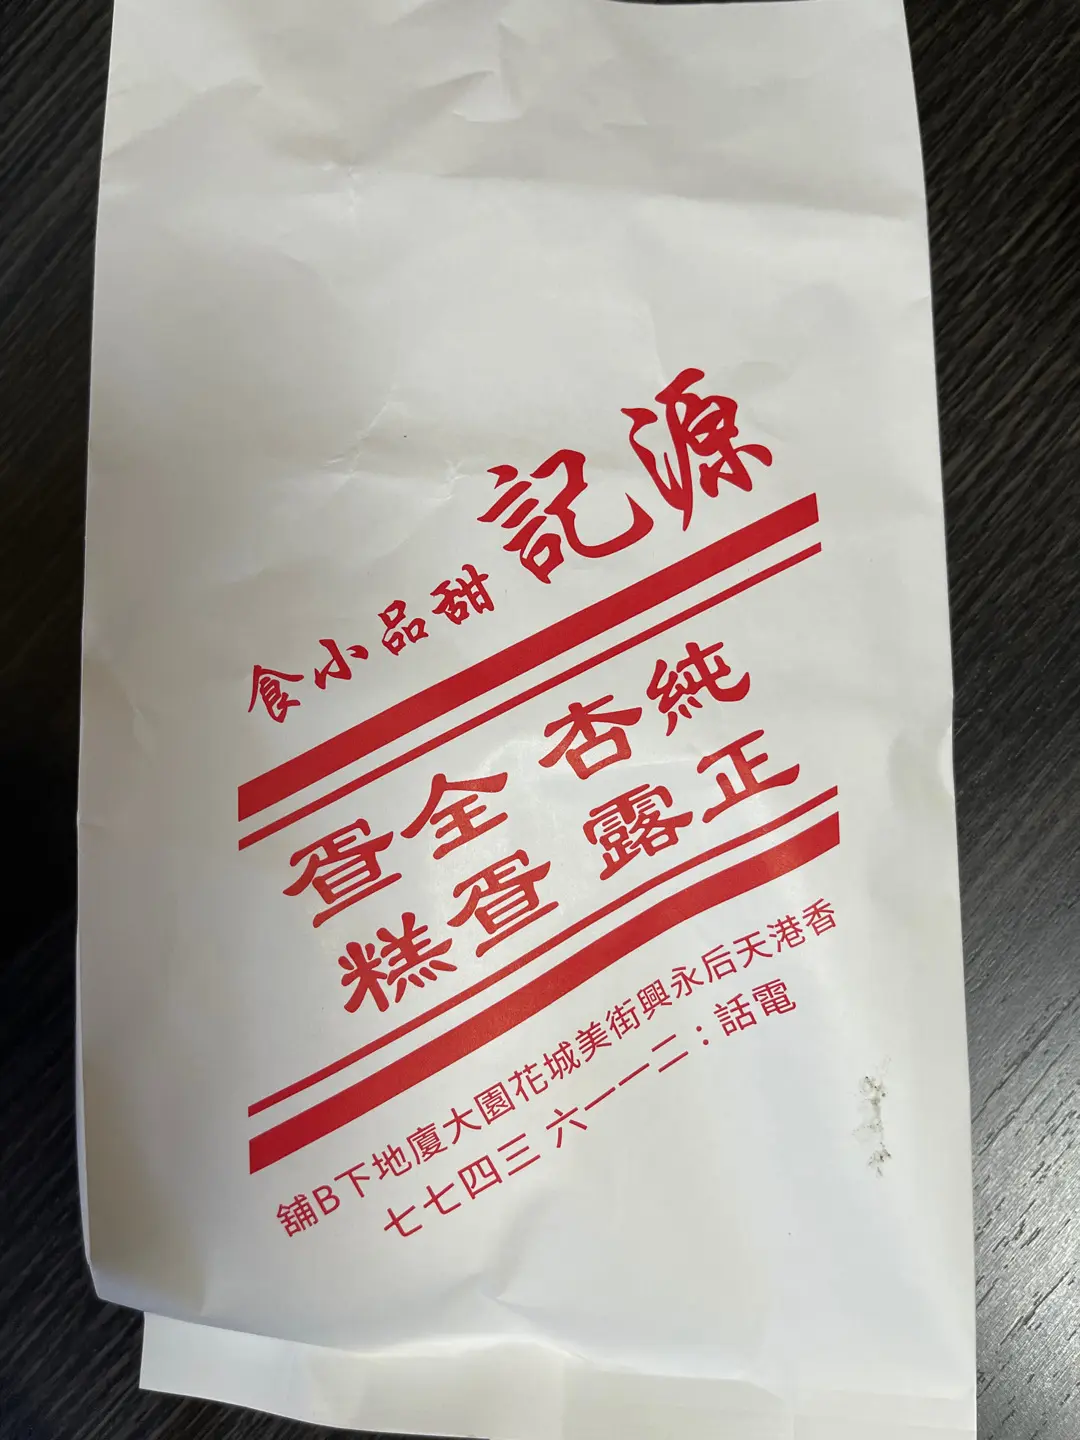 源記
甜品小食
純正
杏露
全疍
疍糕
香港天后永興街美城花園大廈地下B舖
電話：二一一六 三四七七